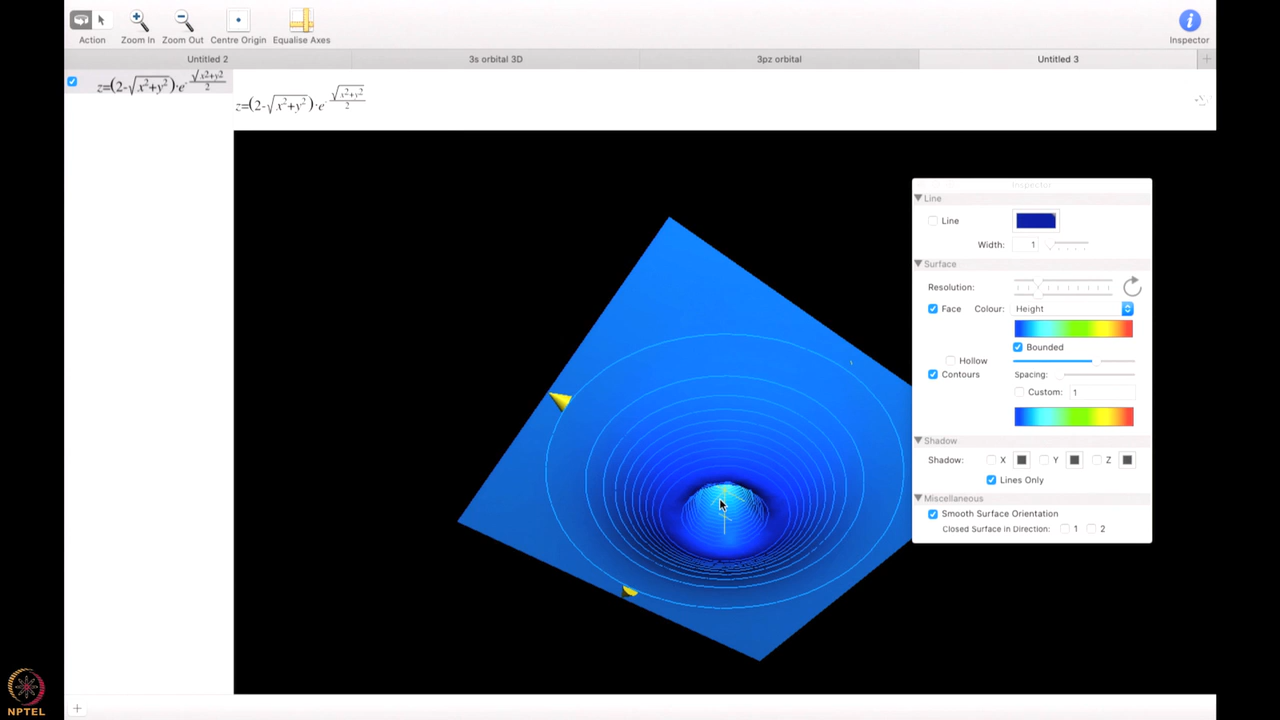 Action Zoom In Zoom Out Centre Origin Equalise Axes Inspector
Untitled 2 3s orbital 3D 3pz orbital Untitled 3
z=(2-√x²+y²)·e^-√x²+y²/2
z=(2-√x²+y²)·e^-√x²+y²/2
Inspector
Line
Line
Width: 1
Surface
Resolution:
Face Colour: Height
Bounded
Hollow
Contours Spacing:
Custom: 1
Shadow
Shadow: X Y Z
Lines Only
Miscellaneous
Smooth Surface Orientation
Closed Surface in Direction: 1 2
NPTEL